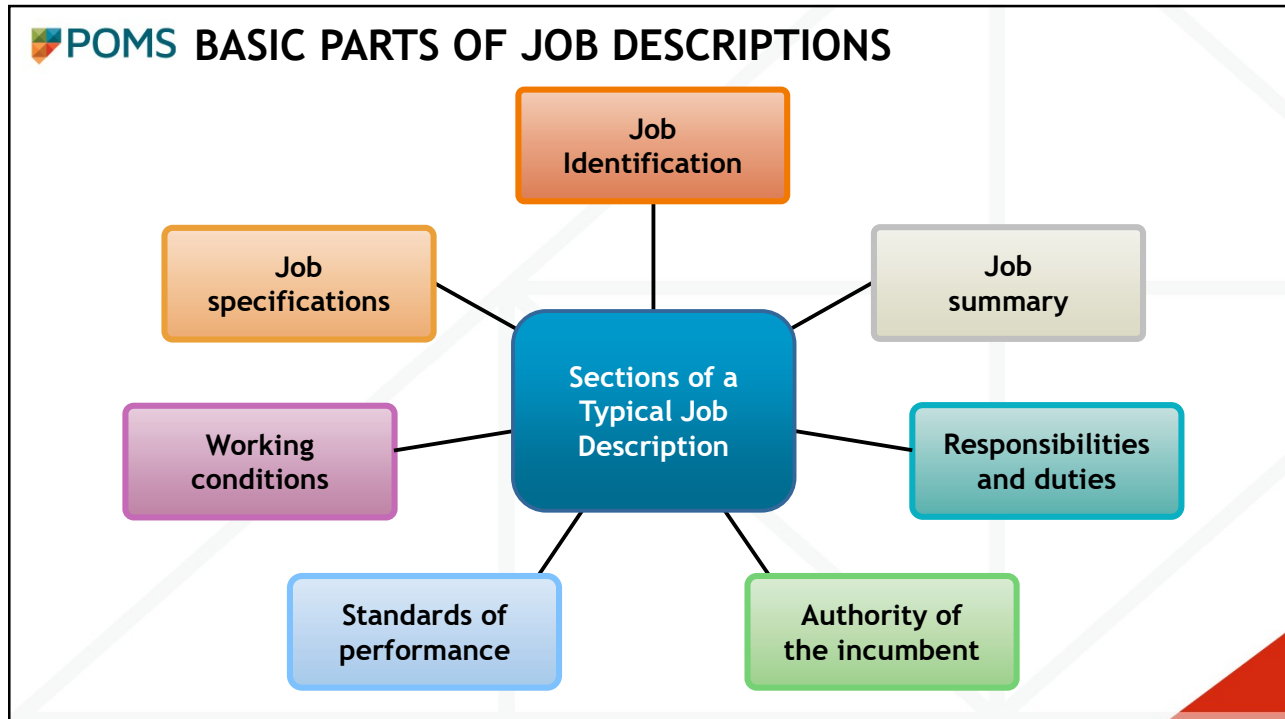 POMS BASIC PARTS OF JOB DESCRIPTIONS
Job
Identification
Job
specifications
Job
summary
Sections of a
Typical Job
Description
Working
conditions
Responsibilities
and duties
Standards of
performance
Authority of
the incumbent